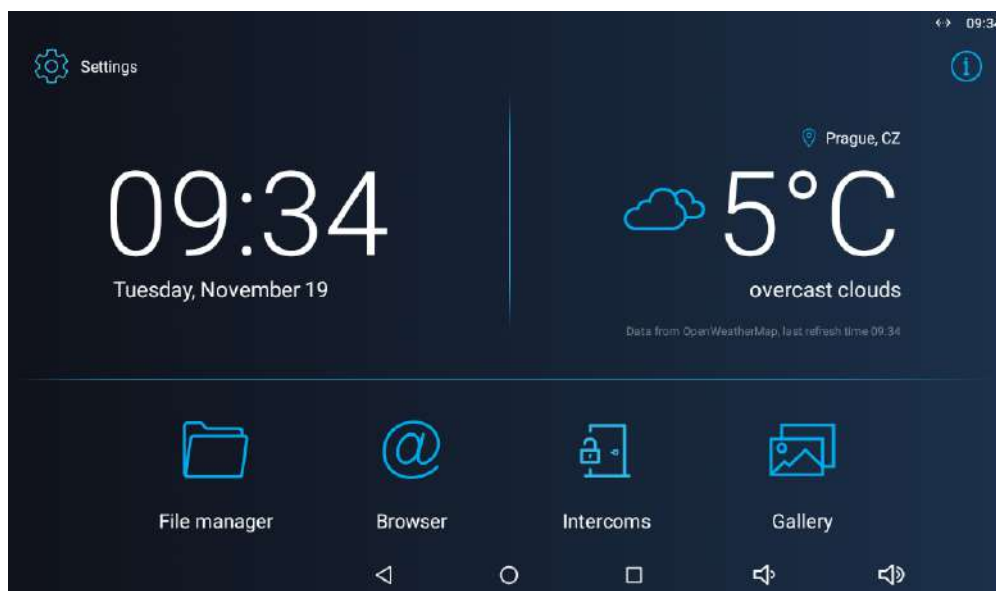 09:34
Settings
Prague, CZ
09:34
5°C
Tuesday, November 19
overcast clouds
Data from OpenWeatherMap, last refresh time 09:34
File manager
Browser
Intercoms
Gallery